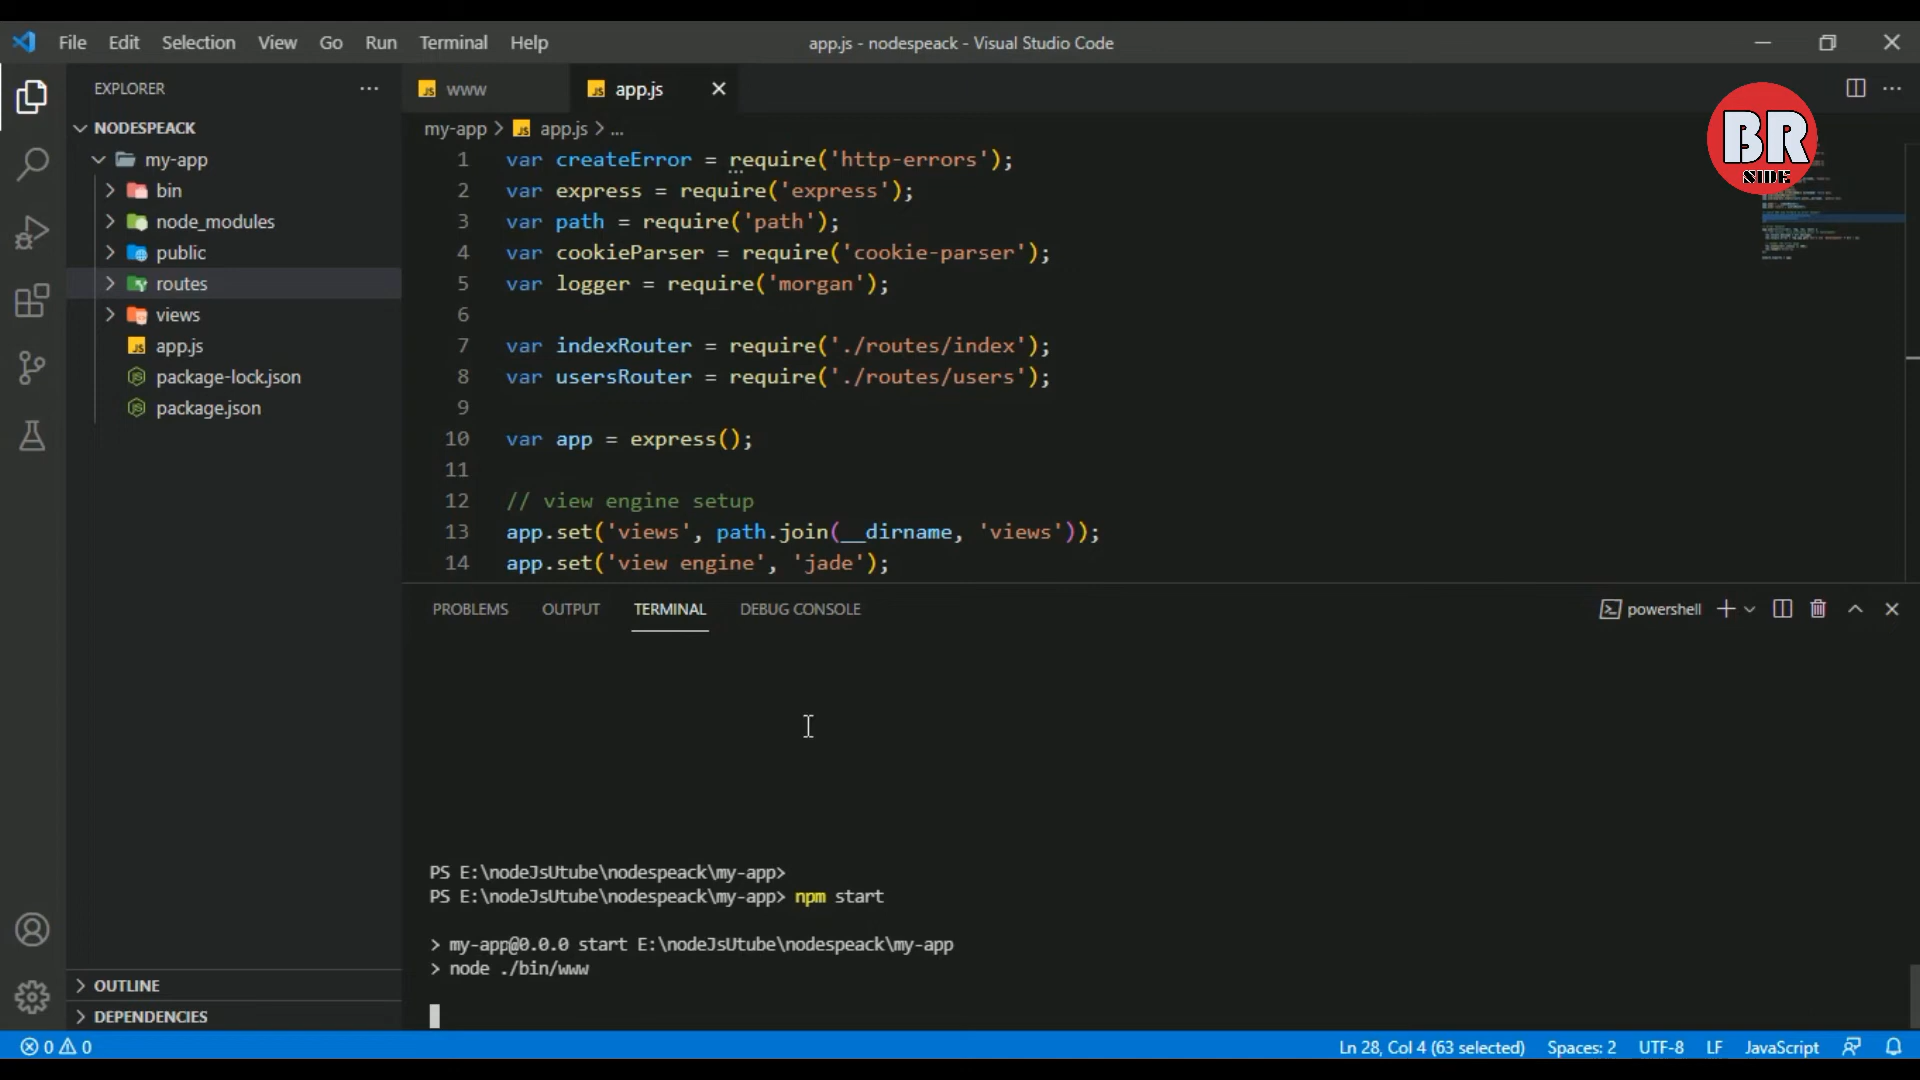 File Edit Selection View Go Run Terminal Help
app.js - nodespeack - Visual Studio Code
EXPLORER
NODESPEACK
my-app
bin
node_modules
public
routes
views
app.js
package-lock.json
package.json
OUTLINE
DEPENDENCIES
JS www
JS app.js
my-app > JS app.js > ...
1 var createError = require('http-errors');
2 var express = require('express');
3 var path = require('path');
4 var cookieParser = require('cookie-parser');
5 var logger = require('morgan');
6
7 var indexRouter = require('./routes/index');
8 var usersRouter = require('./routes/users');
9
10 var app = express();
11
12 // view engine setup
13 app.set('views', path.join(__dirname, 'views'));
14 app.set('view engine', 'jade');
BR
SIDE
PROBLEMS OUTPUT TERMINAL DEBUG CONSOLE
powershell
PS E:\nodeJsUtube\nodespeack\my-app>
PS E:\nodeJsUtube\nodespeack\my-app> npm start
> my-app@0.0.0 start E:\nodeJsUtube\nodespeack\my-app
> node ./bin/www
0 0
Ln 28, Col 4 (63 selected) Spaces: 2 UTF-8 LF JavaScript